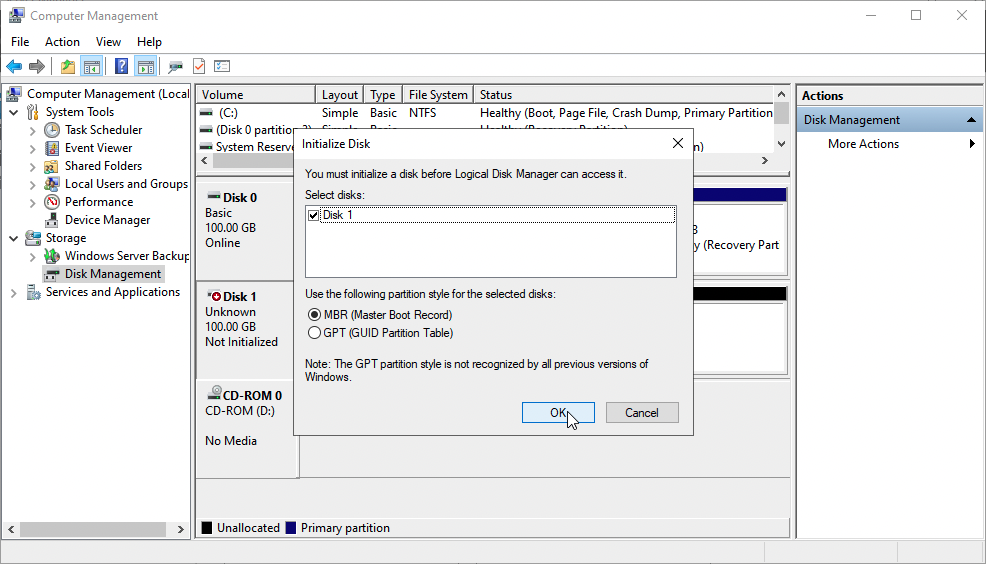 Computer Management
File Action View Help
Computer Management (Local
System Tools
Task Scheduler
Event Viewer
Shared Folders
Local Users and Groups
Performance
Device Manager
Storage
Windows Server Backup
Disk Management
Services and Applications
Volume Layout Type File System Status
(C:) Simple Basic NTFS Healthy (Boot, Page File, Crash Dump, Primary Partition
(Disk 0 partition 2) Simple Basic Healthy (Recovery Partition)
System Reserve
Disk 0
Basic
100.00 GB
Online
y (Recovery Part
Disk 1
Unknown
100.00 GB
Not Initialized
CD-ROM 0
CD-ROM (D:)
No Media
Unallocated Primary partition
Initialize Disk
You must initialize a disk before Logical Disk Manager can access it.
Select disks:
Disk 1
Use the following partition style for the selected disks:
MBR (Master Boot Record)
GPT (GUID Partition Table)
Note: The GPT partition style is not recognized by all previous versions of
Windows.
OK Cancel
Actions
Disk Management
More Actions